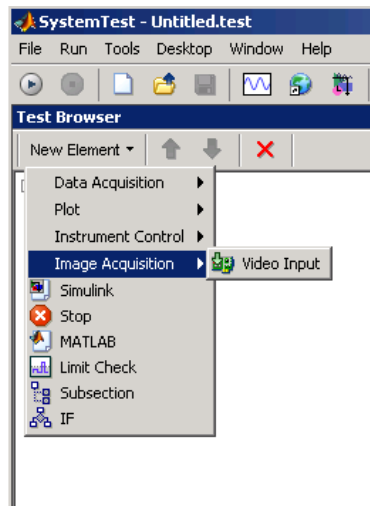 SystemTest - Untitled.test
File Run Tools Desktop Window Help
Test Browser
New Element
Data Acquisition
Plot
Instrument Control
Image Acquisition Video Input
Simulink
Stop
MATLAB
Limit Check
Subsection
IF